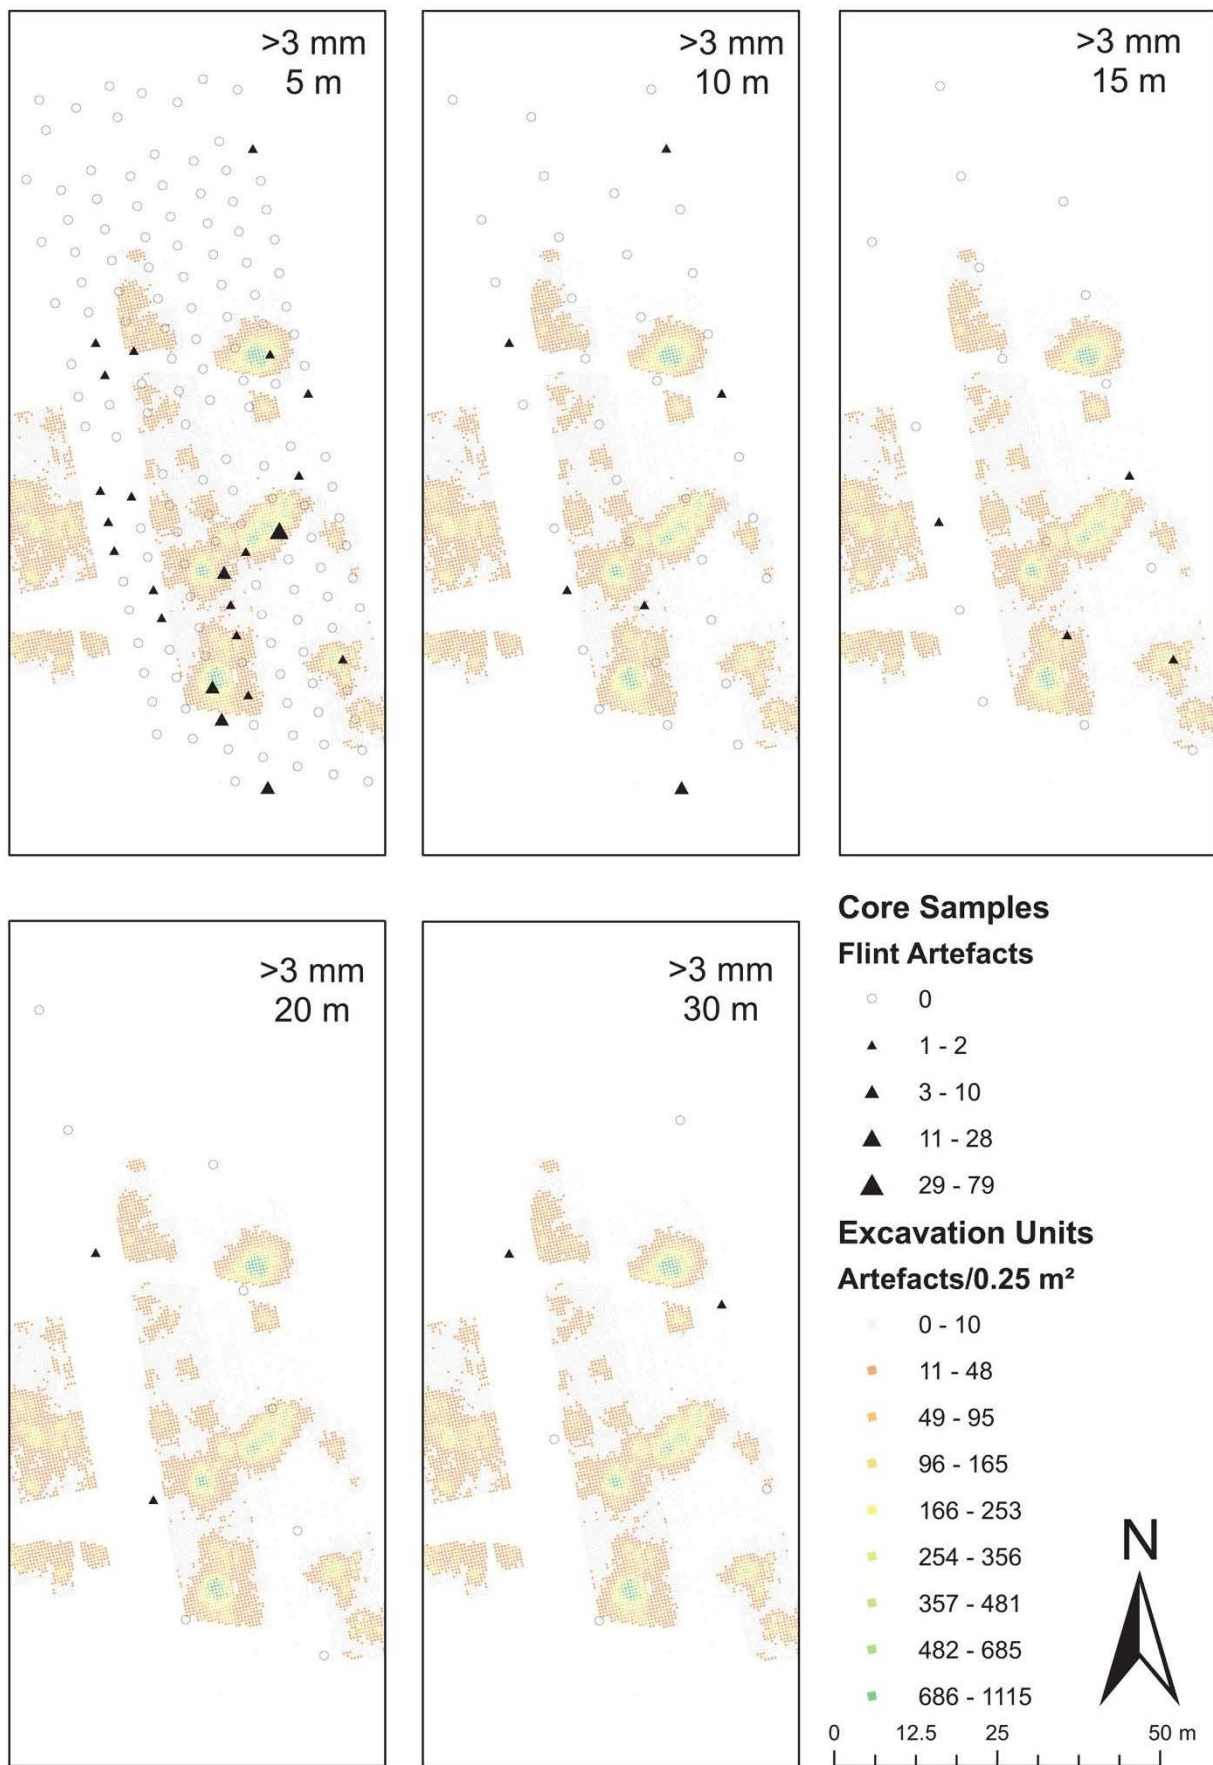 >3 mm
5 m
>3 mm
10 m
>3 mm
15 m
>3 mm
20 m
>3 mm
30 m
Core Samples
Flint Artefacts
0
1 - 2
3 - 10
11 - 28
29 - 79
Excavation Units
Artefacts/0.25 m²
0 - 10
11 - 48
49 - 95
96 - 165
166 - 253
254 - 356
357 - 481
482 - 685
686 - 1115
N
0 12.5 25 50 m